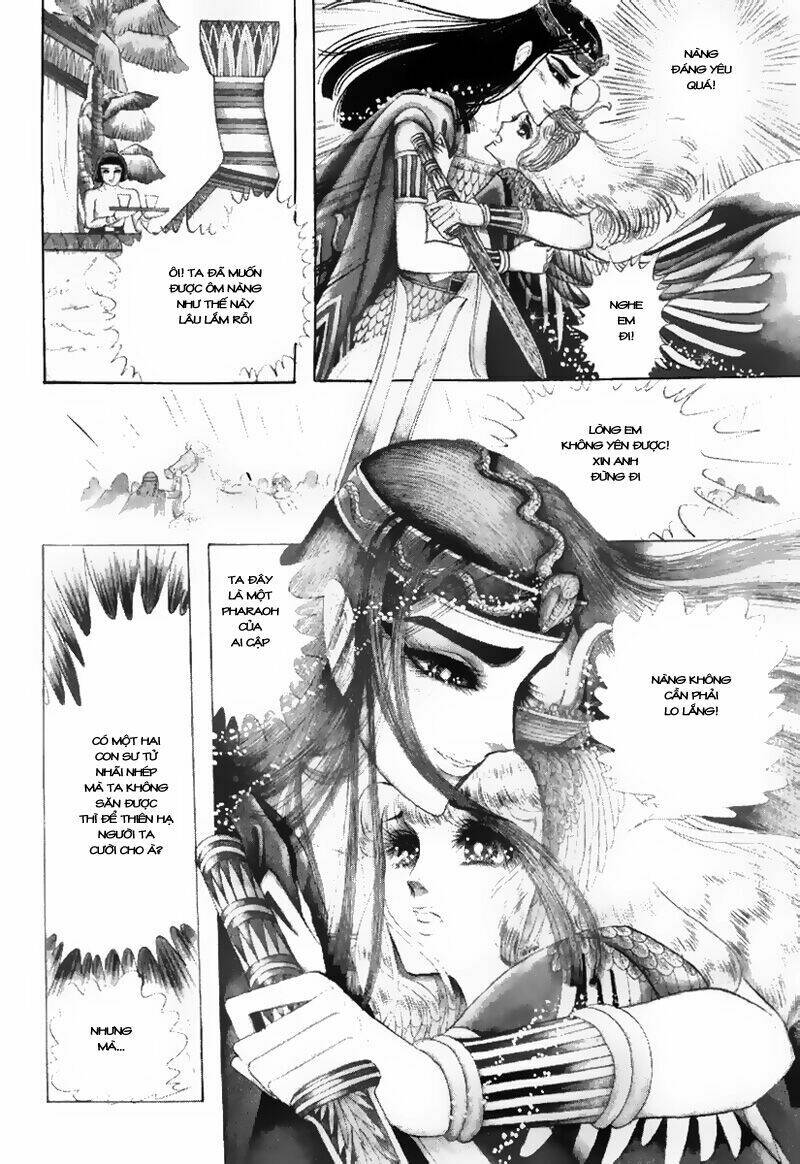 NÀNG
ĐÁNG YÊU
QUÁ!
NGHE
EM
ĐI!
ÔI! TA ĐÃ MUỐN
ĐƯỢC ÔM NÀNG
NHƯ THẾ NÀY
LÂU LẮM RỒI
LÒNG EM
KHÔNG YÊN ĐƯỢC!
XIN ANH
ĐỪNG ĐI
NÀNG KHÔNG
CẦN PHẢI
LO LẮNG!
TA ĐÂY
LÀ MỘT
PHARAOH
CỦA
AI CẬP
CÓ MỘT HAI
CON SƯ TỬ
NHÃI NHÉP
MÀ TA KHÔNG
SĂN ĐƯỢC
THÌ ĐỂ THIÊN HẠ
NGƯỜI TA
CƯỜI CHO À?
NHƯNG
MÀ...